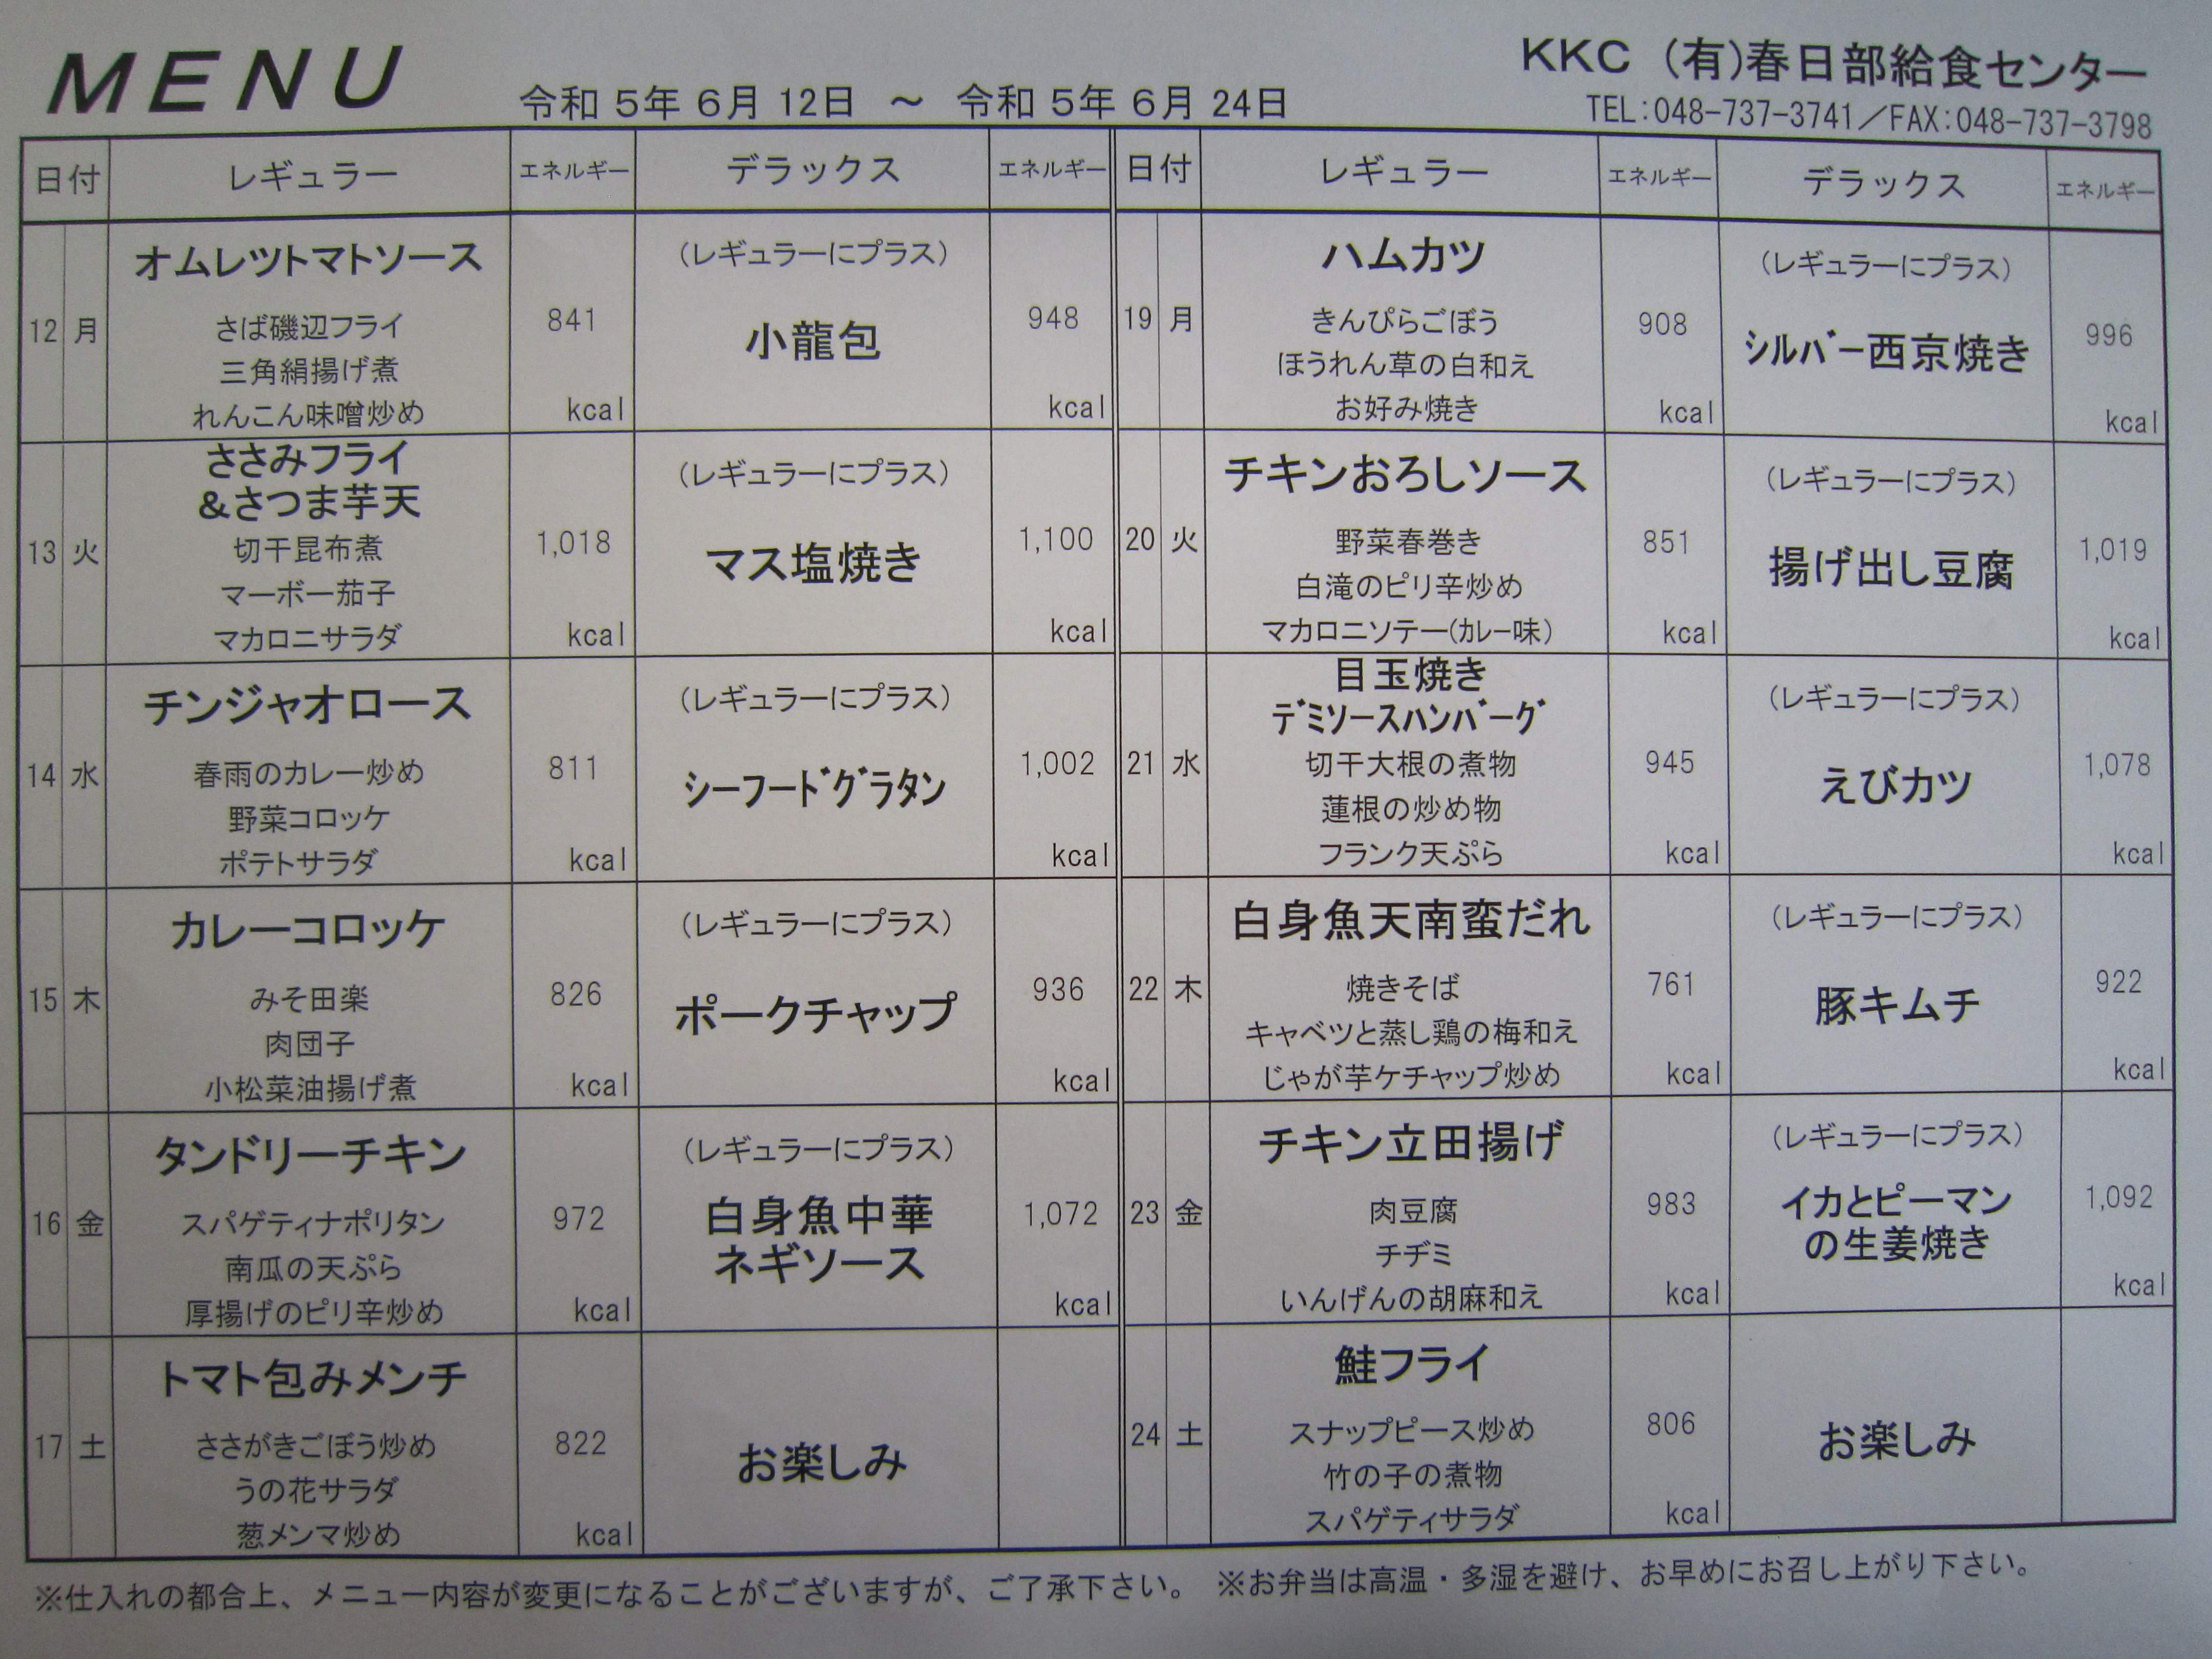 MENU
令和 5年 6月 12日 ～ 令和 5年 6月 24日
KKC (有)春日部給食センター
TEL:048-737-3741/FAX:048-737-3798
日付 レギュラー エネルギー デラックス エネルギー
12 月
オムレツトマトソース
さば磯辺フライ
三角絹揚げ煮
れんこん味噌炒め
841
kcal
(レギュラーにプラス)
小龍包
948
kcal
13 火
ささみフライ
&さつま芋天
切干昆布煮
マーボー茄子
マカロニサラダ
1,018
kcal
(レギュラーにプラス)
マス塩焼き
1,100
kcal
14 水
チンジャオロース
春雨のカレー炒め
野菜コロッケ
ポテトサラダ
811
kcal
(レギュラーにプラス)
ｼｰﾌｰﾄﾞｸﾞﾗﾀﾝ
1,002
kcal
15 木
カレーコロッケ
みそ田楽
肉団子
小松菜油揚げ煮
826
kcal
(レギュラーにプラス)
ポークチャップ
936
kcal
16 金
タンドリーチキン
スパゲティナポリタン
南瓜の天ぷら
厚揚げのピリ辛炒め
972
kcal
(レギュラーにプラス)
白身魚中華
ネギソース
1,072
kcal
17 土
トマト包みメンチ
ささがきごぼう炒め
うの花サラダ
葱メンマ炒め
822
kcal
お楽しみ
日付 レギュラー エネルギー デラックス エネルギー
19 月
ハムカツ
きんぴらごぼう
ほうれん草の白和え
お好み焼き
908
kcal
(レギュラーにプラス)
ｼﾙﾊﾞｰ西京焼き
996
kcal
20 火
チキンおろしソース
野菜春巻き
白滝のピリ辛炒め
マカロニソテー(ｶﾚｰ味)
851
kcal
(レギュラーにプラス)
揚げ出し豆腐
1,019
kcal
21 水
目玉焼き
ﾃﾞﾐｿｰｽﾊﾝﾊﾞｰｸﾞ
切干大根の煮物
蓮根の炒め物
フランク天ぷら
945
kcal
(レギュラーにプラス)
えびカツ
1,078
kcal
22 木
白身魚天南蛮だれ
焼きそば
キャベツと蒸し鶏の梅和え
じゃが芋ケチャップ炒め
761
kcal
(レギュラーにプラス)
豚キムチ
922
kcal
23 金
チキン立田揚げ
肉豆腐
チヂミ
いんげんの胡麻和え
983
kcal
(レギュラーにプラス)
イカとピーマン
の生姜焼き
1,092
kcal
24 土
鮭フライ
スナップピース炒め
竹の子の煮物
スパゲティサラダ
806
kcal
お楽しみ
※仕入れの都合上、メニュー内容が変更になることがございますが、ご了承下さい。 ※お弁当は高温・多湿を避け、お早めにお召し上がり下さい。